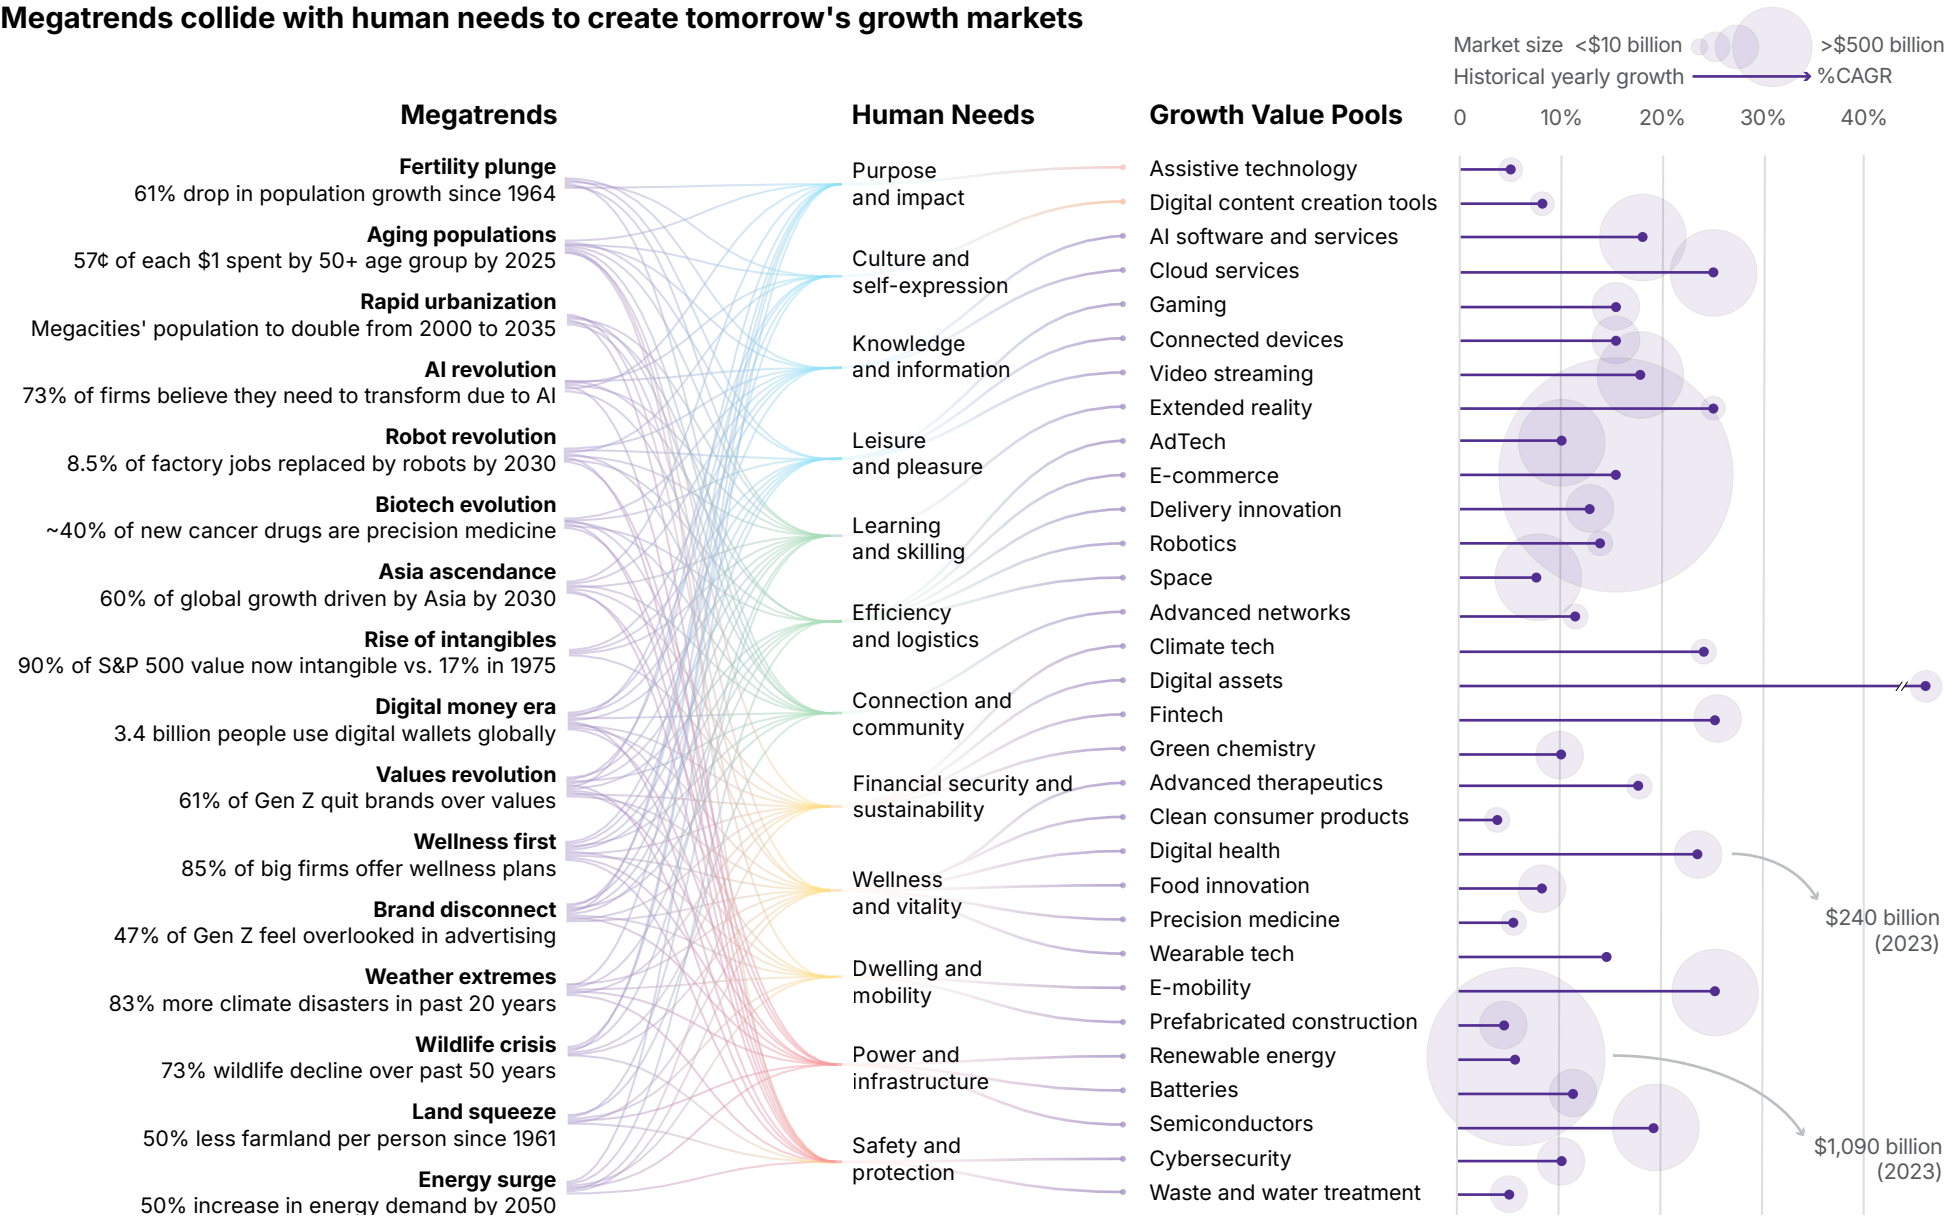 Megatrends collide with human needs to create tomorrow's growth markets
Market size <$10 billion >$500 billion
Historical yearly growth %CAGR
Megatrends
Human Needs
Growth Value Pools
0 10% 20% 30% 40%
Fertility plunge
61% drop in population growth since 1964
Aging populations
57¢ of each $1 spent by 50+ age group by 2025
Rapid urbanization
Megacities' population to double from 2000 to 2035
AI revolution
73% of firms believe they need to transform due to AI
Robot revolution
8.5% of factory jobs replaced by robots by 2030
Biotech evolution
~40% of new cancer drugs are precision medicine
Asia ascendance
60% of global growth driven by Asia by 2030
Rise of intangibles
90% of S&P 500 value now intangible vs. 17% in 1975
Digital money era
3.4 billion people use digital wallets globally
Values revolution
61% of Gen Z quit brands over values
Wellness first
85% of big firms offer wellness plans
Brand disconnect
47% of Gen Z feel overlooked in advertising
Weather extremes
83% more climate disasters in past 20 years
Wildlife crisis
73% wildlife decline over past 50 years
Land squeeze
50% less farmland per person since 1961
Energy surge
50% increase in energy demand by 2050
Purpose
and impact
Culture and
self-expression
Knowledge
and information
Leisure
and pleasure
Learning
and skilling
Efficiency
and logistics
Connection and
community
Financial security and
sustainability
Wellness
and vitality
Dwelling and
mobility
Power and
infrastructure
Safety and
protection
Assistive technology
Digital content creation tools
AI software and services
Cloud services
Gaming
Connected devices
Video streaming
Extended reality
AdTech
E-commerce
Delivery innovation
Robotics
Space
Advanced networks
Climate tech
Digital assets
Fintech
Green chemistry
Advanced therapeutics
Clean consumer products
Digital health
Food innovation
Precision medicine
Wearable tech
E-mobility
Prefabricated construction
Renewable energy
Batteries
Semiconductors
Cybersecurity
Waste and water treatment
$240 billion
(2023)
$1,090 billion
(2023)